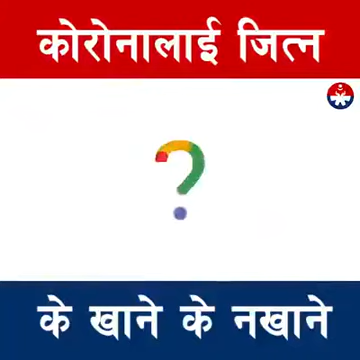 कोरोनालाई जित्न
?
के खाने के नखाने